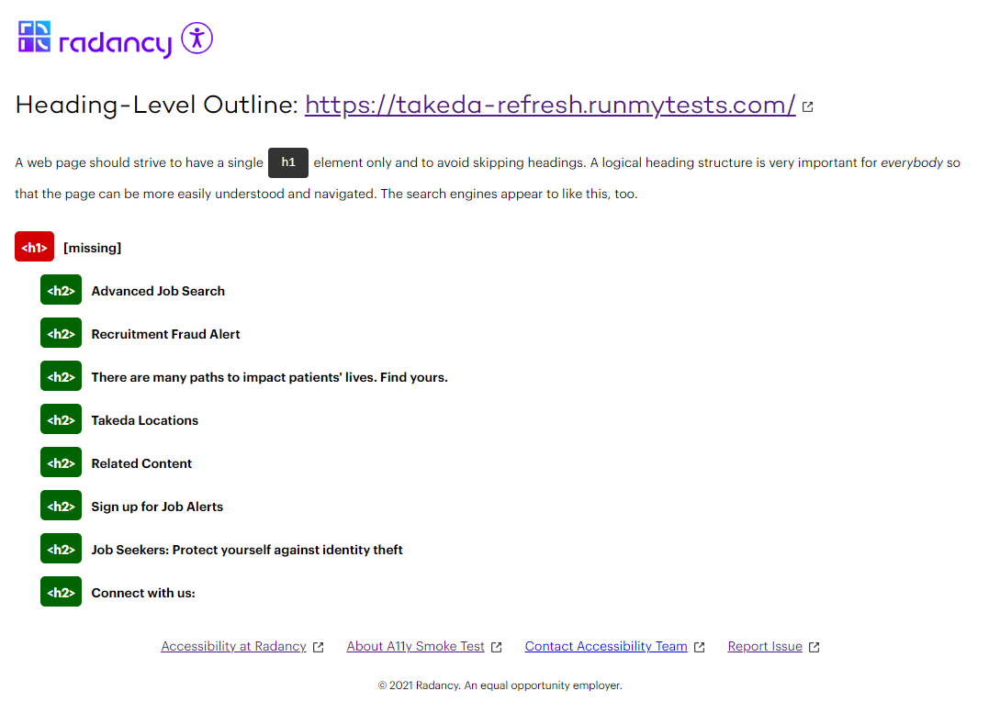 radancy
Heading-Level Outline: https://takeda-refresh.runmytests.com/
A web page should strive to have a single h1 element only and to avoid skipping headings. A logical heading structure is very important for everybody so
that the page can be more easily understood and navigated. The search engines appear to like this, too.
<h1> [missing]
<h2> Advanced Job Search
<h2> Recruitment Fraud Alert
<h2> There are many paths to impact patients' lives. Find yours.
<h2> Takeda Locations
<h2> Related Content
<h2> Sign up for Job Alerts
<h2> Job Seekers: Protect yourself against identity theft
<h2> Connect with us:
Accessibility at Radancy About A11y Smoke Test Contact Accessibility Team Report Issue
© 2021 Radancy. An equal opportunity employer.